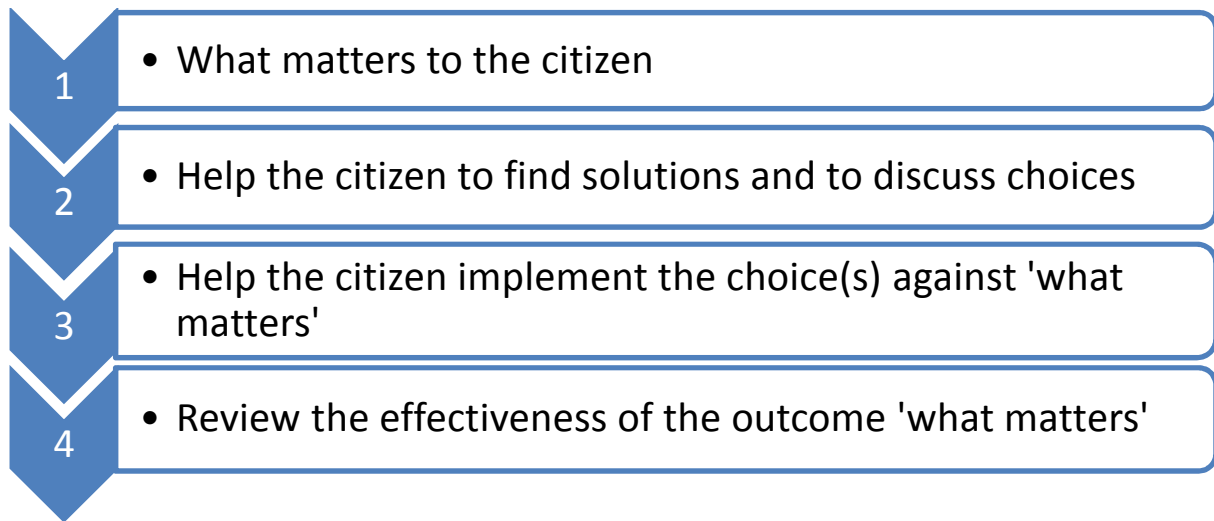 1
• What matters to the citizen
2
• Help the citizen to find solutions and to discuss choices
3
• Help the citizen implement the choice(s) against 'what
matters'
4
• Review the effectiveness of the outcome 'what matters'